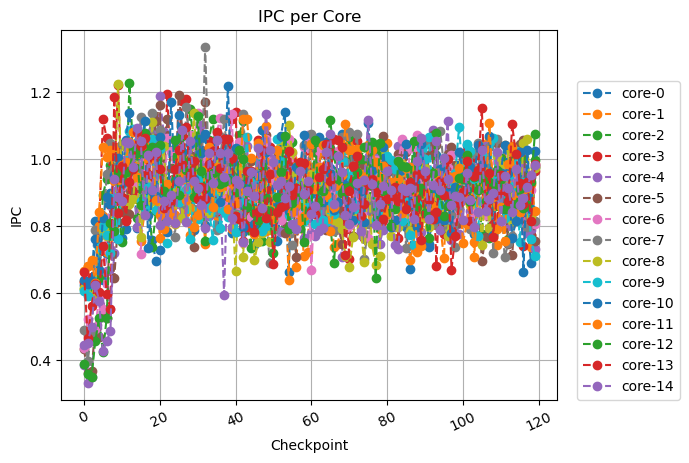 IPC per Core
IPC
1.2
1.0
0.8
0.6
0.4
0
20
40
60
80
100
120
Checkpoint
core-0
core-1
core-2
core-3
core-4
core-5
core-6
core-7
core-8
core-9
core-10
core-11
core-12
core-13
core-14